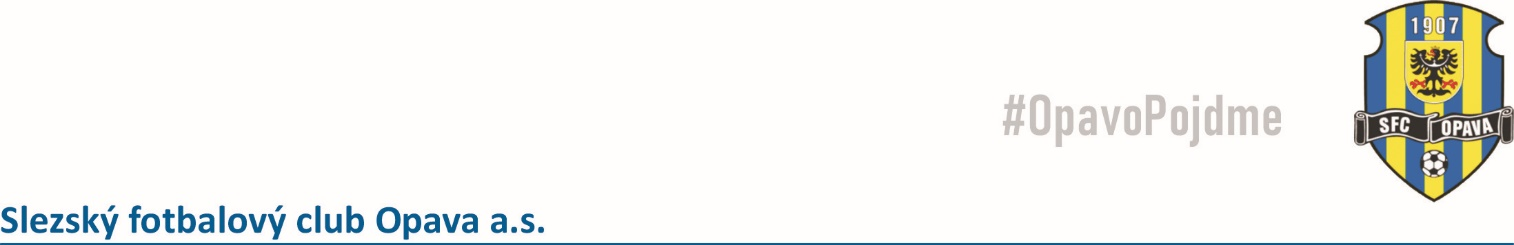 1907
#OpavoPojdme
SFC OPAVA
Slezský fotbalový club Opava a.s.